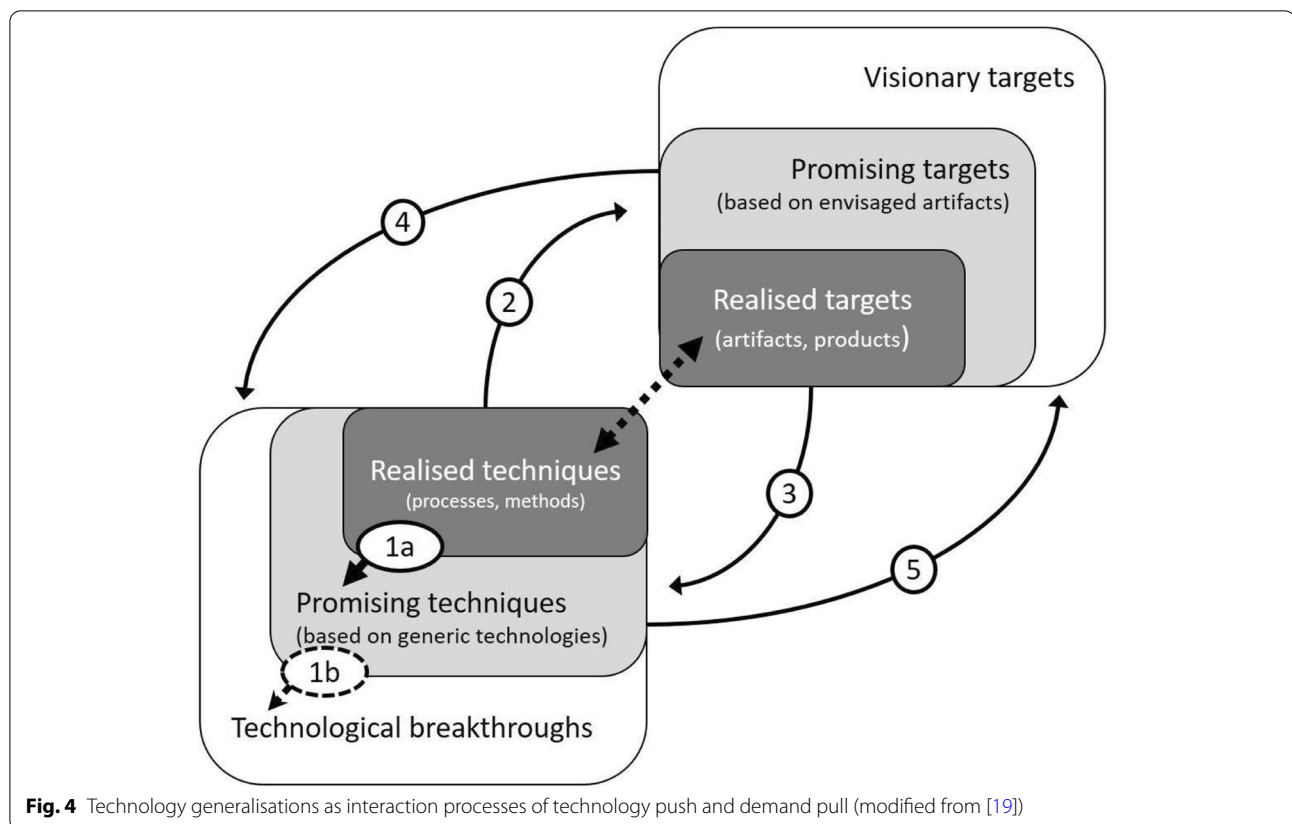 Visionary targets
Promising targets
(based on envisaged artifacts)
4
2
Realised targets
(artifacts, products)
Realised techniques
(processes, methods)
3
1a
5
Promising techniques
(based on generic technologies)
1b
Technological breakthroughs
Fig. 4 Technology generalisations as interaction processes of technology push and demand pull (modified from [19])